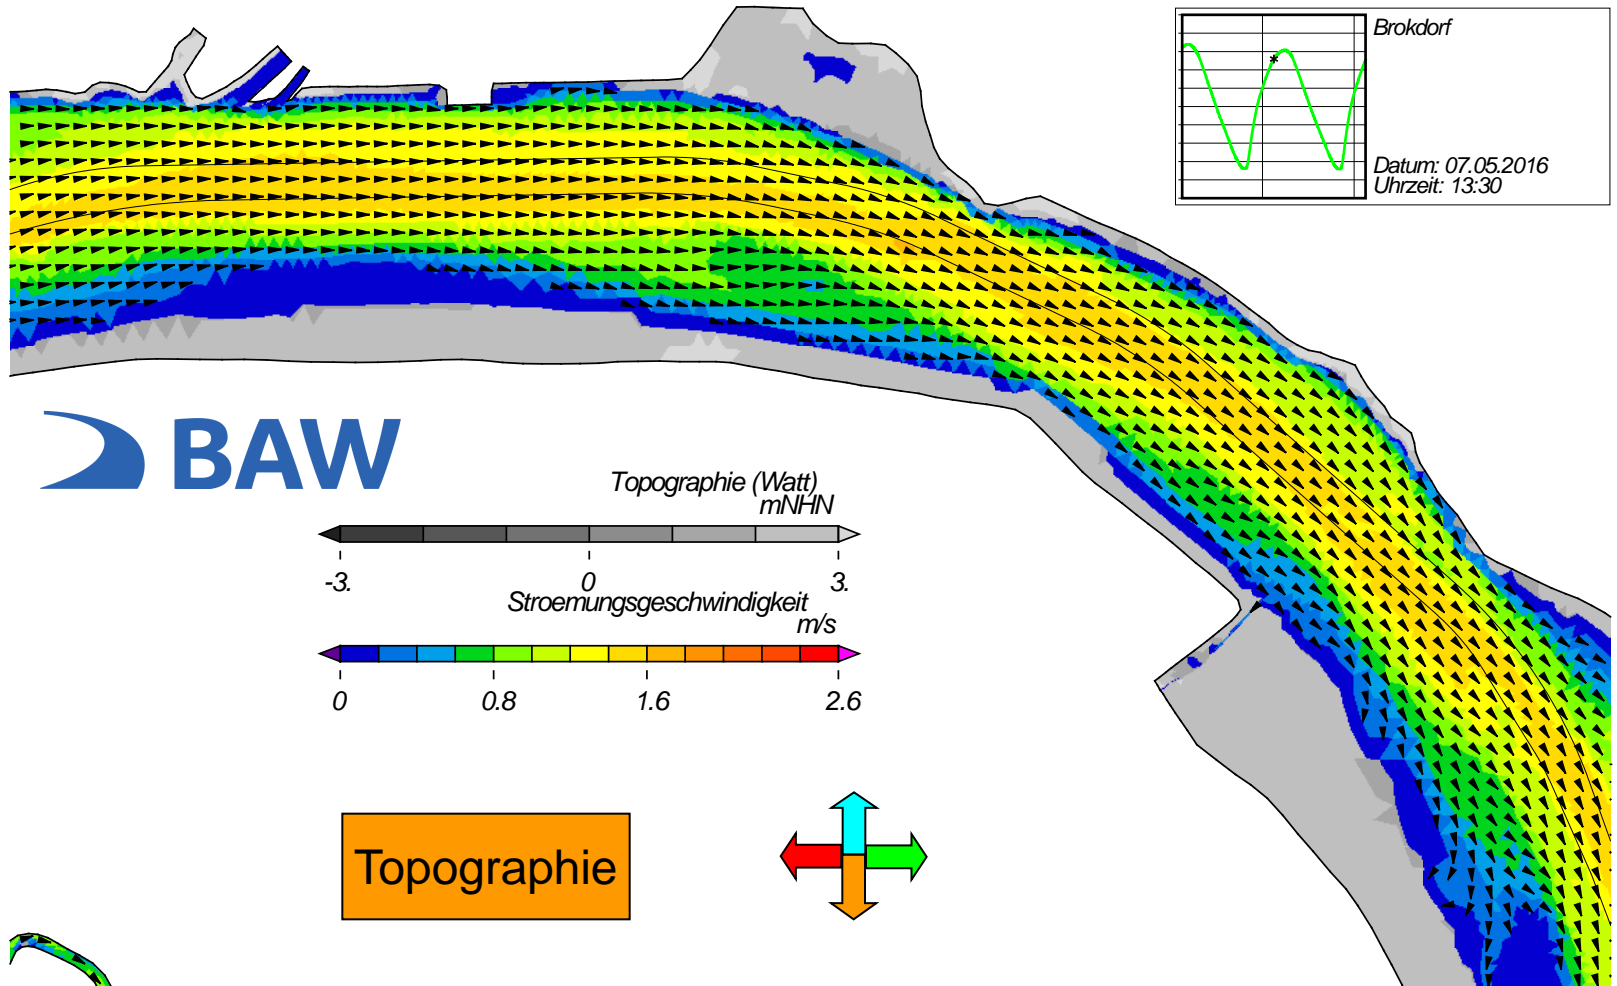 Brokdorf
Datum: 07.05.2016
Uhrzeit: 13:30
BAW
Topographie (Watt)
mNHN
-3. 0 3.
Stroemungsgeschwindigkeit
m/s
0 0.8 1.6 2.6
Topographie